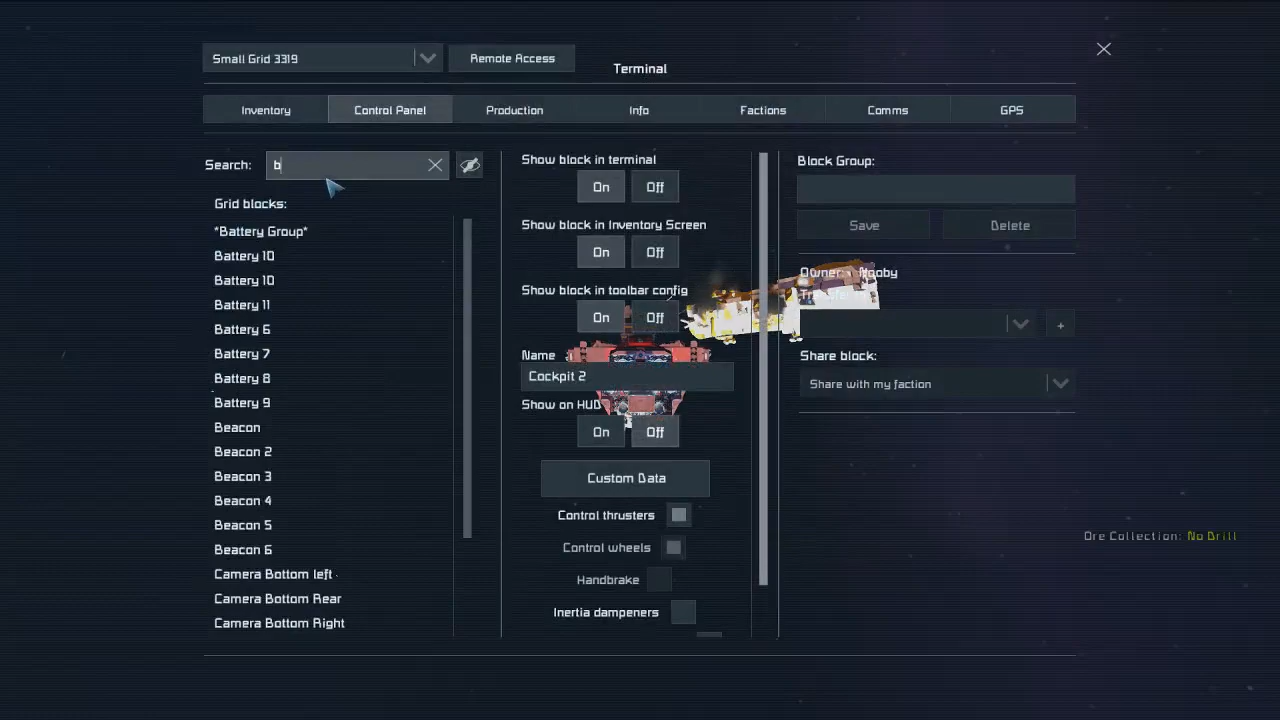 Small Grid 3319
Remote Access
Terminal
Inventory
Control Panel
Production
Info
Factions
Comms
GPS
Search:
b
Grid blocks:
*Battery Group*
Battery 10
Battery 10
Battery 11
Battery 6
Battery 7
Battery 8
Battery 9
Beacon
Beacon 2
Beacon 3
Beacon 4
Beacon 5
Beacon 6
Camera Bottom left
Camera Bottom Rear
Camera Bottom Right
Show block in terminal
On Off
Show block in Inventory Screen
On Off
Show block in toolbar config
On Off
Name
Cockpit 2
Show on HUD
On Off
Custom Data
Control thrusters
Control wheels
Handbrake
Inertia dampeners
Block Group:
Save
Delete
Owner: Nooby
+
Share block:
Share with my faction
Ore Collection: No Drill